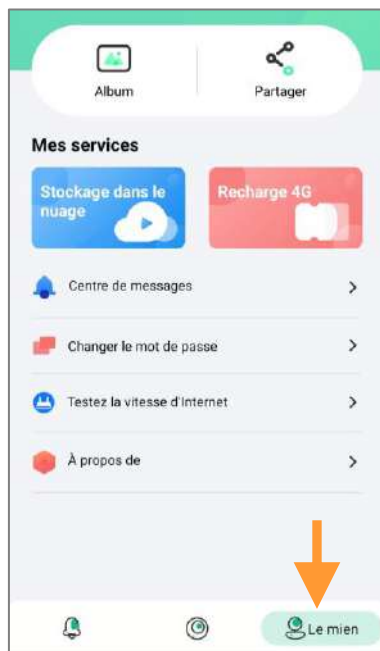 Album
Partager
Mes services
Stockage dans le
nuage
Recharge 4G
Centre de messages
Changer le mot de passe
Testez la vitesse d'Internet
À propos de
Le mien